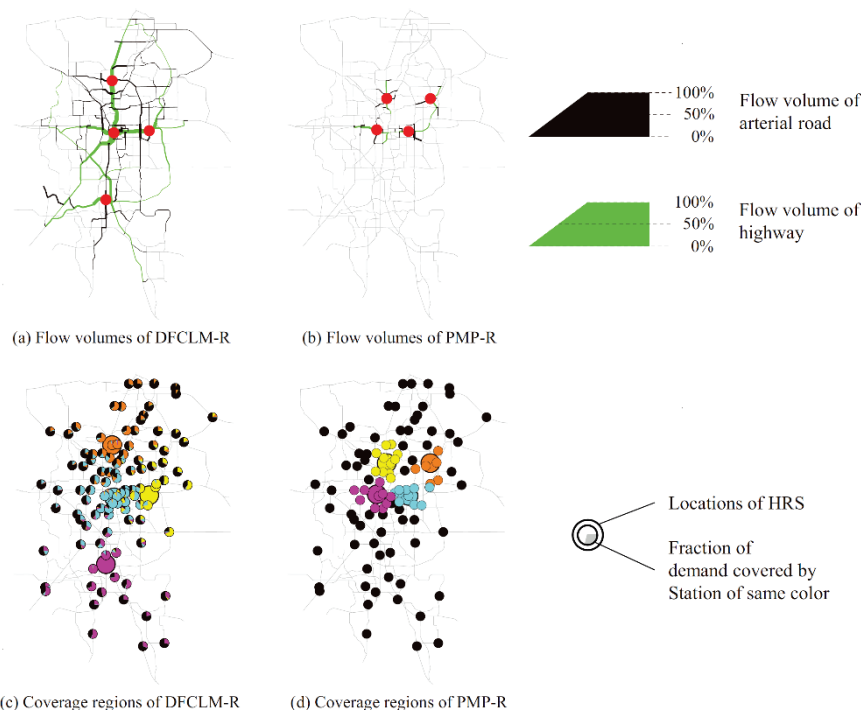 100%
50%
0%
Flow volume of
arterial road
100%
50%
0%
Flow volume of
highway
(a) Flow volumes of DFCLM-R
(b) Flow volumes of PMP-R
Locations of HRS
Fraction of
demand covered by
Station of same color
(c) Coverage regions of DFCLM-R
(d) Coverage regions of PMP-R